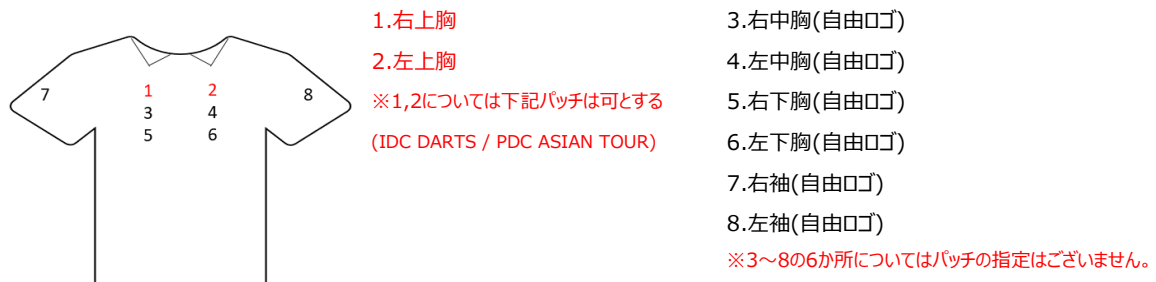 1.右上胸
2.左上胸
※1,2については下記パッチは可とする
(IDC DARTS / PDC ASIAN TOUR)
3.右中胸(自由ロゴ)
4.左中胸(自由ロゴ)
5.右下胸(自由ロゴ)
6.左下胸(自由ロゴ)
7.右袖(自由ロゴ)
8.左袖(自由ロゴ)
※3～8の6か所についてはパッチの指定はございません。
7 1 2 8
3 4
5 6